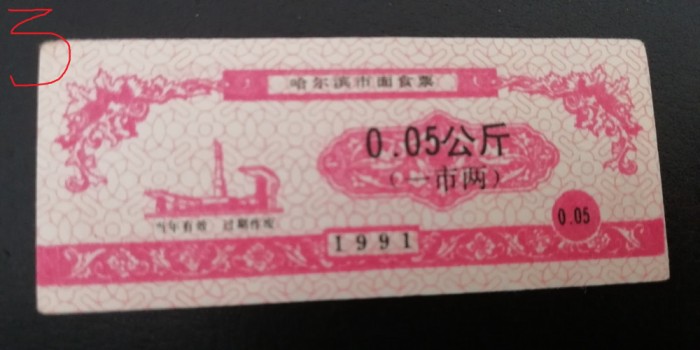 3
哈尔滨市面食票
0.05公斤
（一市两）
当年有效 过期作废
0.05
1991